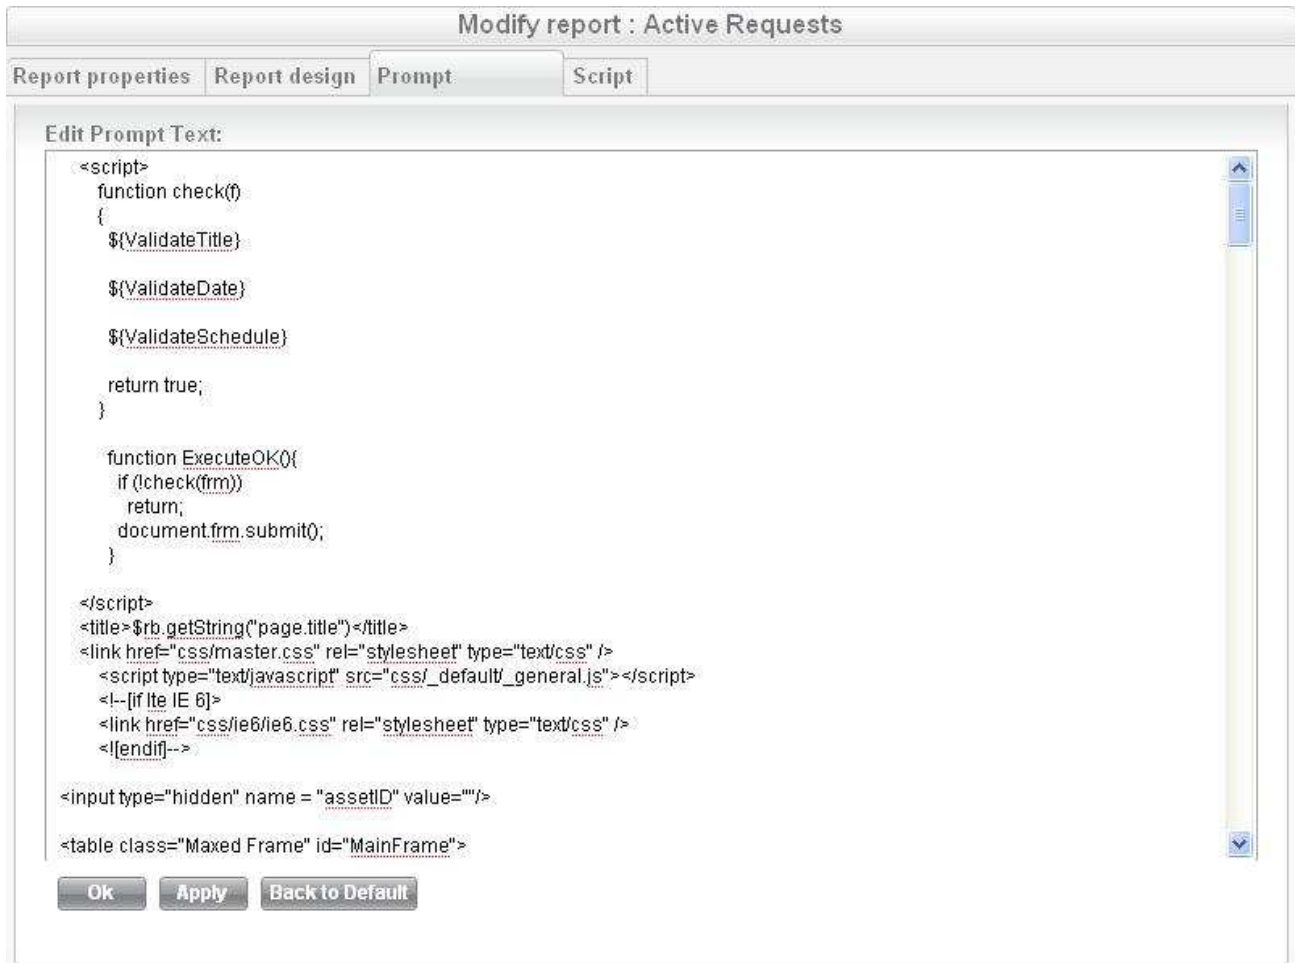 Modify report : Active Requests
Report properties Report design Prompt Script
Edit Prompt Text:
<script>
function check(f)
{
${ValidateTitle}
${ValidateDate}
${ValidateSchedule}
return true;
}
function ExecuteOK(){
if (!check(frm))
return;
document.frm.submit();
}
</script>
<title>$rb.getString("page.title")</title>
<link href="css/master.css" rel="stylesheet" type="text/css" />
<script type="text/javascript" src="css/_default/_general.js"></script>
<!--[if lte IE 6]>
<link href="css/ie6/ie6.css" rel="stylesheet" type="text/css" />
<![endif]-->
<input type="hidden" name = "assetID" value=""/>
<table class="Maxed Frame" id="MainFrame">
Ok Apply Back to Default